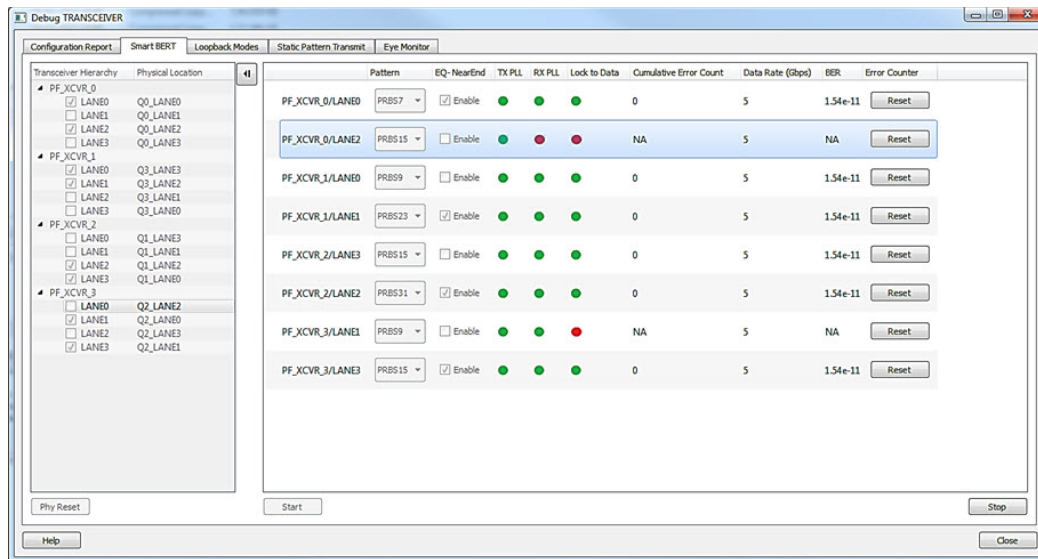 Debug TRANSCEIVER
Configuration Report Smart BERT Loopback Modes Static Pattern Transmit Eye Monitor
Transceiver Hierarchy Physical Location
PF_XCVR_0
LANE0 Q0_LANE0
LANE1 Q0_LANE1
LANE2 Q0_LANE2
LANE3 Q0_LANE3
PF_XCVR_1
LANE0 Q3_LANE3
LANE1 Q3_LANE2
LANE2 Q3_LANE1
LANE3 Q3_LANE0
PF_XCVR_2
LANE0 Q1_LANE3
LANE1 Q1_LANE1
LANE2 Q1_LANE2
LANE3 Q1_LANE0
PF_XCVR_3
LANE0 Q2_LANE2
LANE1 Q2_LANE0
LANE2 Q2_LANE3
LANE3 Q2_LANE1
Phy Reset
Pattern EQ-NearEnd TX PLL RX PLL Lock to Data Cumulative Error Count Data Rate (Gbps) BER Error Counter
PF_XCVR_0/LANE0 PRBS7 Enable 0 5 1.54e-11 Reset
PF_XCVR_0/LANE2 PRBS15 Enable NA 5 NA Reset
PF_XCVR_1/LANE0 PRBS9 Enable 0 5 1.54e-11 Reset
PF_XCVR_1/LANE1 PRBS23 Enable 0 5 1.54e-11 Reset
PF_XCVR_2/LANE3 PRBS15 Enable 0 5 1.54e-11 Reset
PF_XCVR_2/LANE2 PRBS31 Enable 0 5 1.54e-11 Reset
PF_XCVR_3/LANE1 PRBS9 Enable NA 5 NA Reset
PF_XCVR_3/LANE3 PRBS15 Enable 0 5 1.54e-11 Reset
Start Stop
Help Close